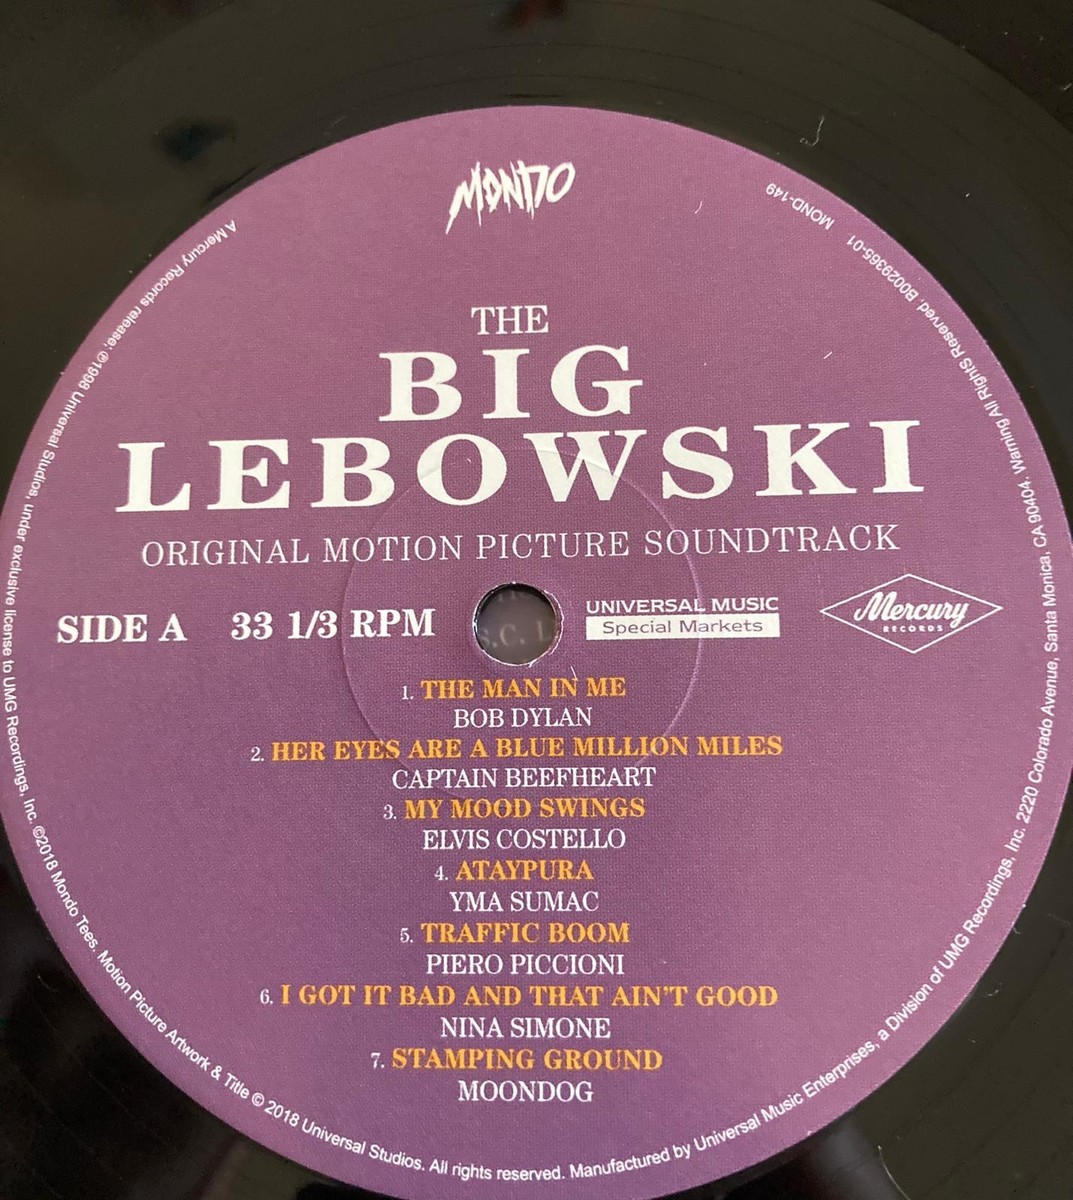 MONDO
MOND-149
THE
BIG
LEBOWSKI
ORIGINAL MOTION PICTURE SOUNDTRACK
SIDE A 33 1/3 RPM
UNIVERSAL MUSIC
Special Markets
Mercury
RECORDS
1. THE MAN IN ME
BOB DYLAN
2. HER EYES ARE A BLUE MILLION MILES
CAPTAIN BEEFHEART
3. MY MOOD SWINGS
ELVIS COSTELLO
4. ATAYPURA
YMA SUMAC
5. TRAFFIC BOOM
PIERO PICCIONI
6. I GOT IT BAD AND THAT AIN'T GOOD
NINA SIMONE
7. STAMPING GROUND
MOONDOG
A Mercury Records release; ℗1998 Universal Studios, under exclusive license to UMG Recordings, Inc. ©2018 Mondo Tees. Motion Picture Artwork & Title © 2018 Universal Studios. All rights reserved. Manufactured by Universal Music Enterprises, a Division of UMG Recordings, Inc. 2220 Colorado Avenue, Santa Monica, CA 90404. Warning All RightS Reserved. B0029365-01